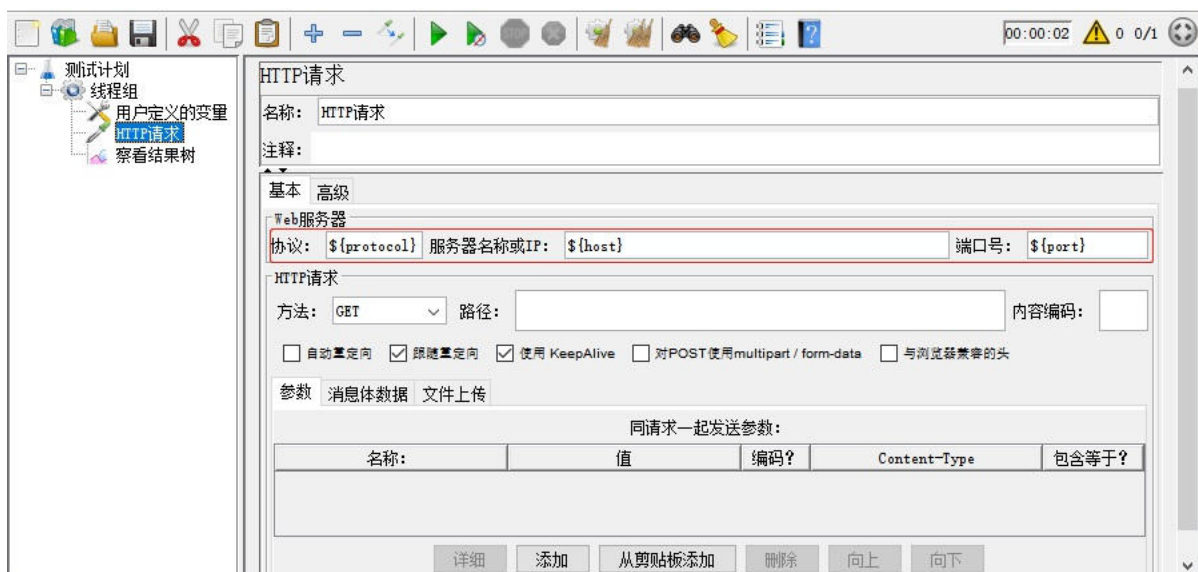 STOP
00:00:02 0 0/1
测试计划
线程组
用户定义的变量
HTTP请求
察看结果树
HTTP请求
名称: HTTP请求
注释:
基本 高级
Web服务器
协议: ${protocol} 服务器名称或IP: ${host} 端口号: ${port}
HTTP请求
方法: GET 路径: 内容编码:
自动重定向 跟随重定向 使用 KeepAlive 对POST使用multipart / form-data 与浏览器兼容的头
参数 消息体数据 文件上传
同请求一起发送参数:
名称: 值 编码? Content-Type 包含等于?
详细 添加 从剪贴板添加 删除 向上 向下